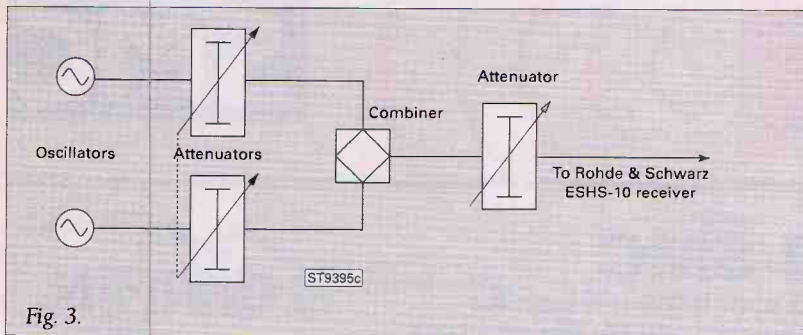 Attenuator
Combiner
Oscillators
Attenuators
To Rohde & Schwarz
ESHS-10 receiver
ST9395c
Fig. 3.